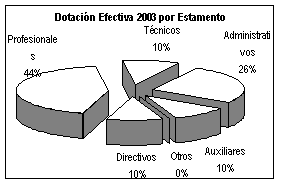 Dotación Efectiva 2003 por Estamento
Profesionale
s
44%
Técnicos
10%
Administrati
vos
26%
Directivos
10%
Otros
0%
Auxiliares
10%